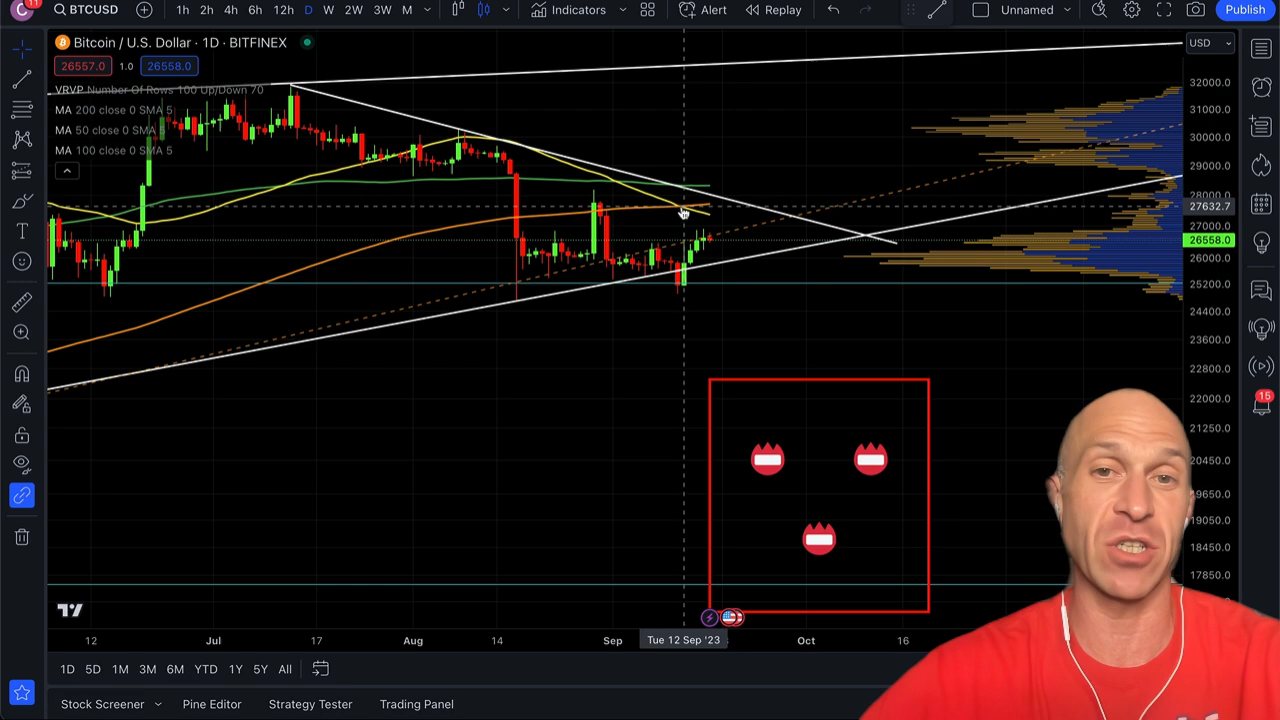 11
BTCUSD
1h 2h 4h 6h 12h D W 2W 3W M
Indicators
Alert
Replay
Unnamed
Publish
Bitcoin / U.S. Dollar · 1D · BITFINEX
USD
26557.0 1.0 26558.0
VRVP Number Of Rows 100 Up/Down 70
MA 200 close 0 SMA 5
MA 50 close 0 SMA 5
MA 100 close 0 SMA 5
32000.0
31000.0
30000.0
29000.0
28000.0
27632.7
27000.0
26558.0
26000.0
25200.0
24400.0
23600.0
22800.0
22000.0
21250.0
20450.0
19650.0
19050.0
18450.0
17850.0
15
12 Jul 17 Aug 14 Sep Tue 12 Sep '23 Oct 16
1D 5D 1M 3M 6M YTD 1Y 5Y All
Stock Screener Pine Editor Strategy Tester Trading Panel